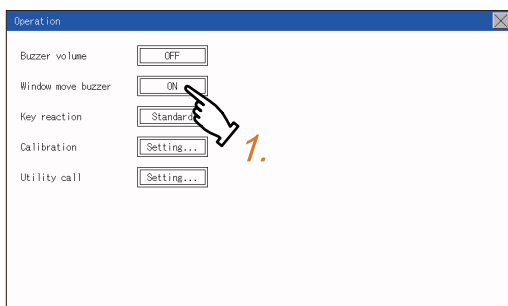 Operation
Buzzer volume OFF
Window move buzzer ON
Key reaction Standard
Calibration Setting...
Utility call Setting...
1.